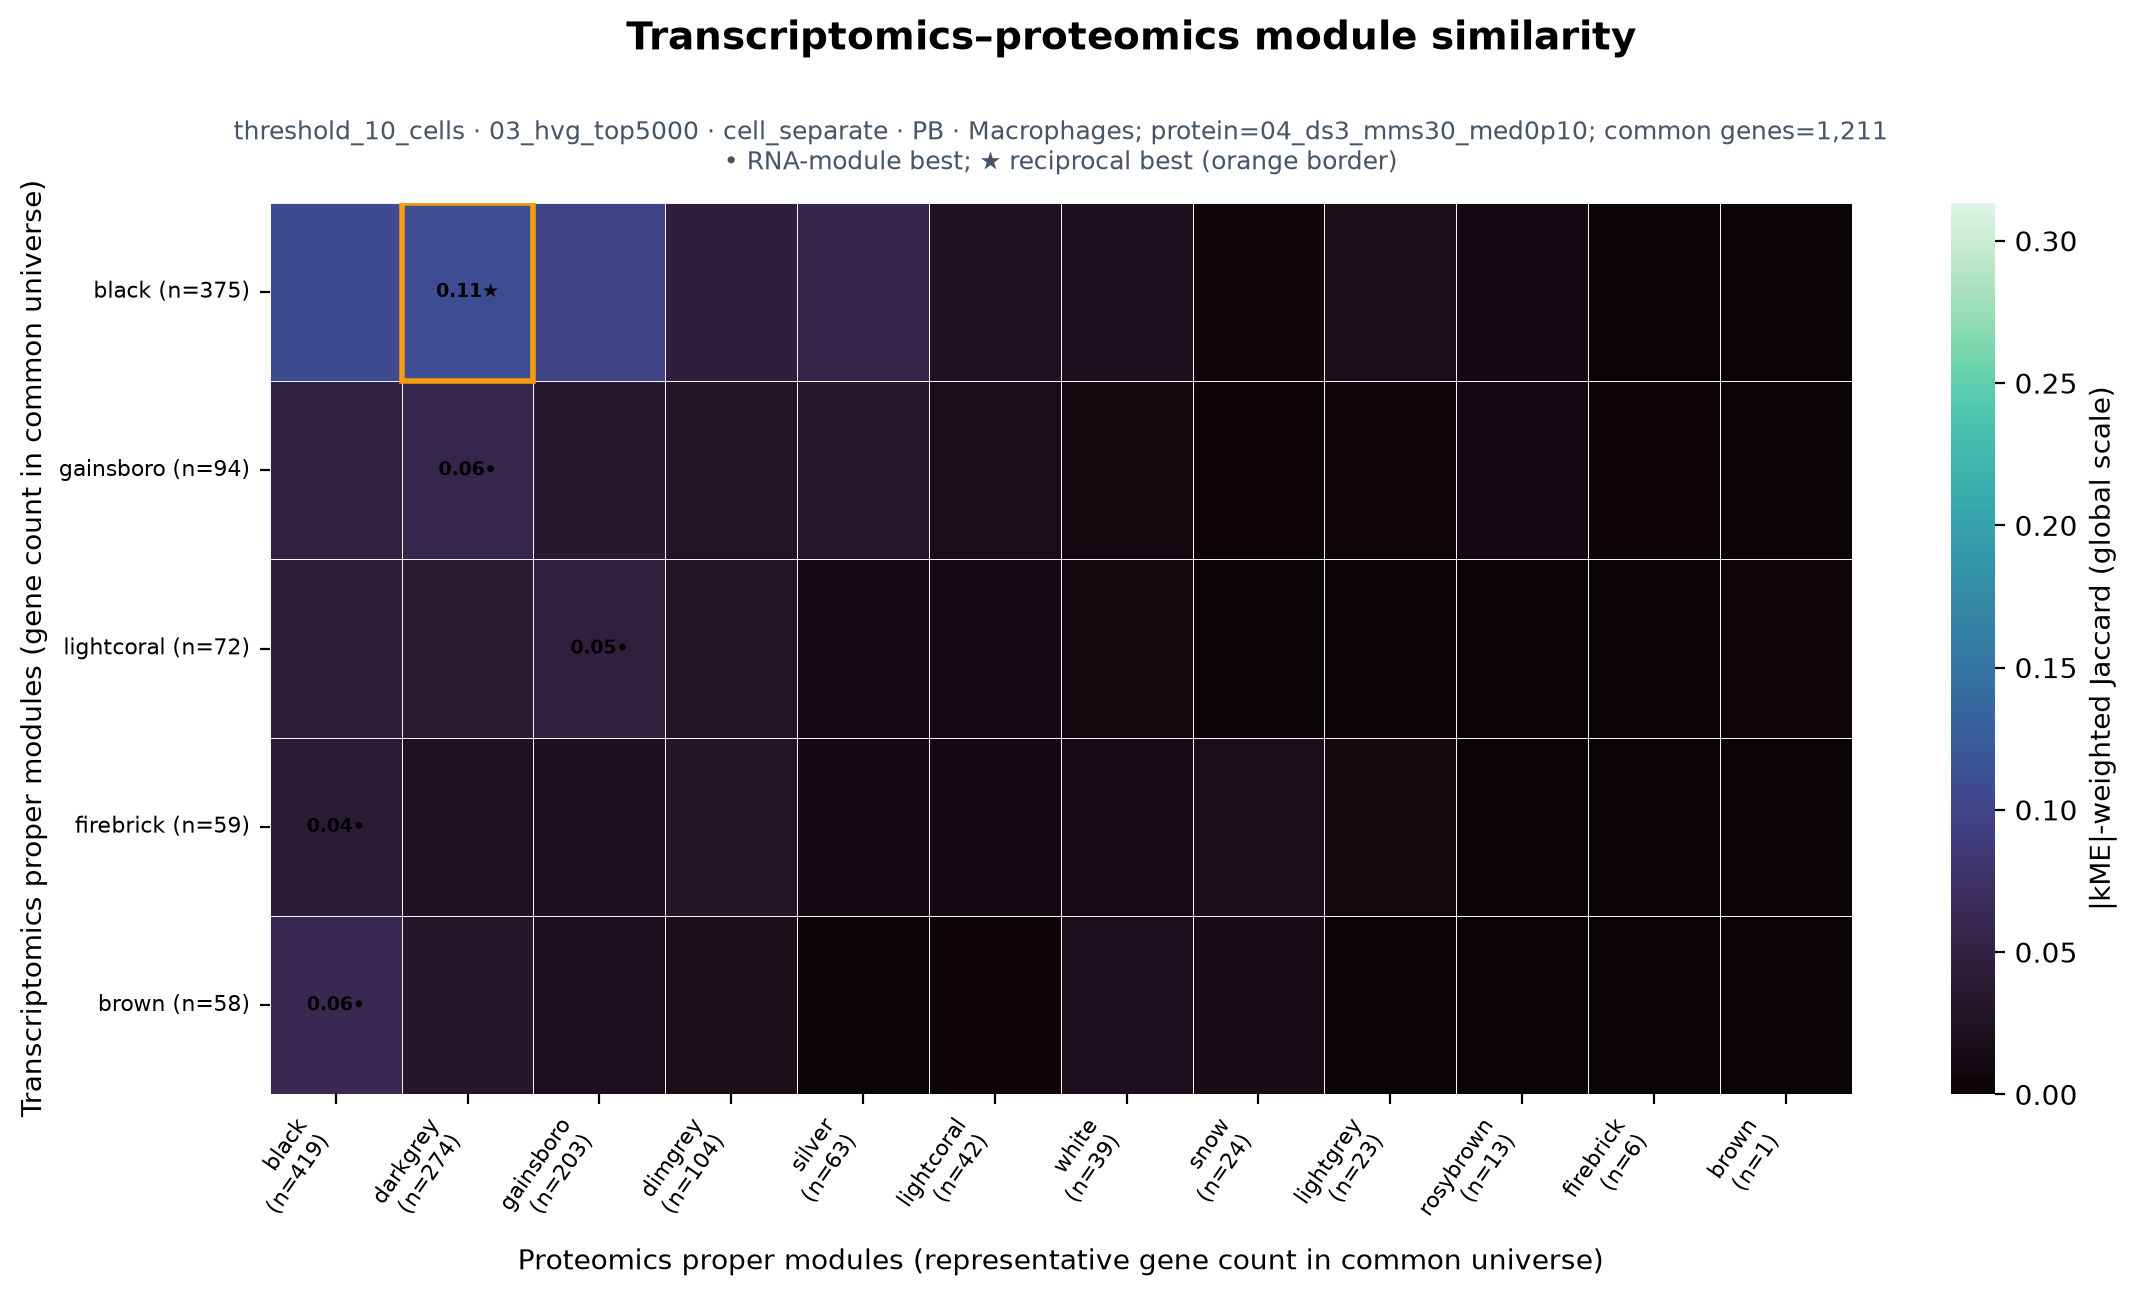 Transcriptomics–proteomics module similarity
threshold_10_cells · 03_hvg_top5000 · cell_separate · PB · Macrophages; protein=04_ds3_mms30_med0p10; common genes=1,211
• RNA-module best; ★ reciprocal best (orange border)
Transcriptomics proper modules (gene count in common universe)
black (n=375)
0.11★
gainsboro (n=94)
0.06•
lightcoral (n=72)
0.05•
firebrick (n=59)
0.04•
brown (n=58)
0.06•
black
(n=419)
darkgrey
(n=274)
gainsboro
(n=203)
dimgrey
(n=104)
silver
(n=63)
lightcoral
(n=42)
white
(n=39)
snow
(n=24)
lightgrey
(n=23)
rosybrown
(n=13)
firebrick
(n=6)
brown
(n=1)
Proteomics proper modules (representative gene count in common universe)
0.30
0.25
0.20
0.15
0.10
0.05
0.00
|kME|-weighted Jaccard (global scale)